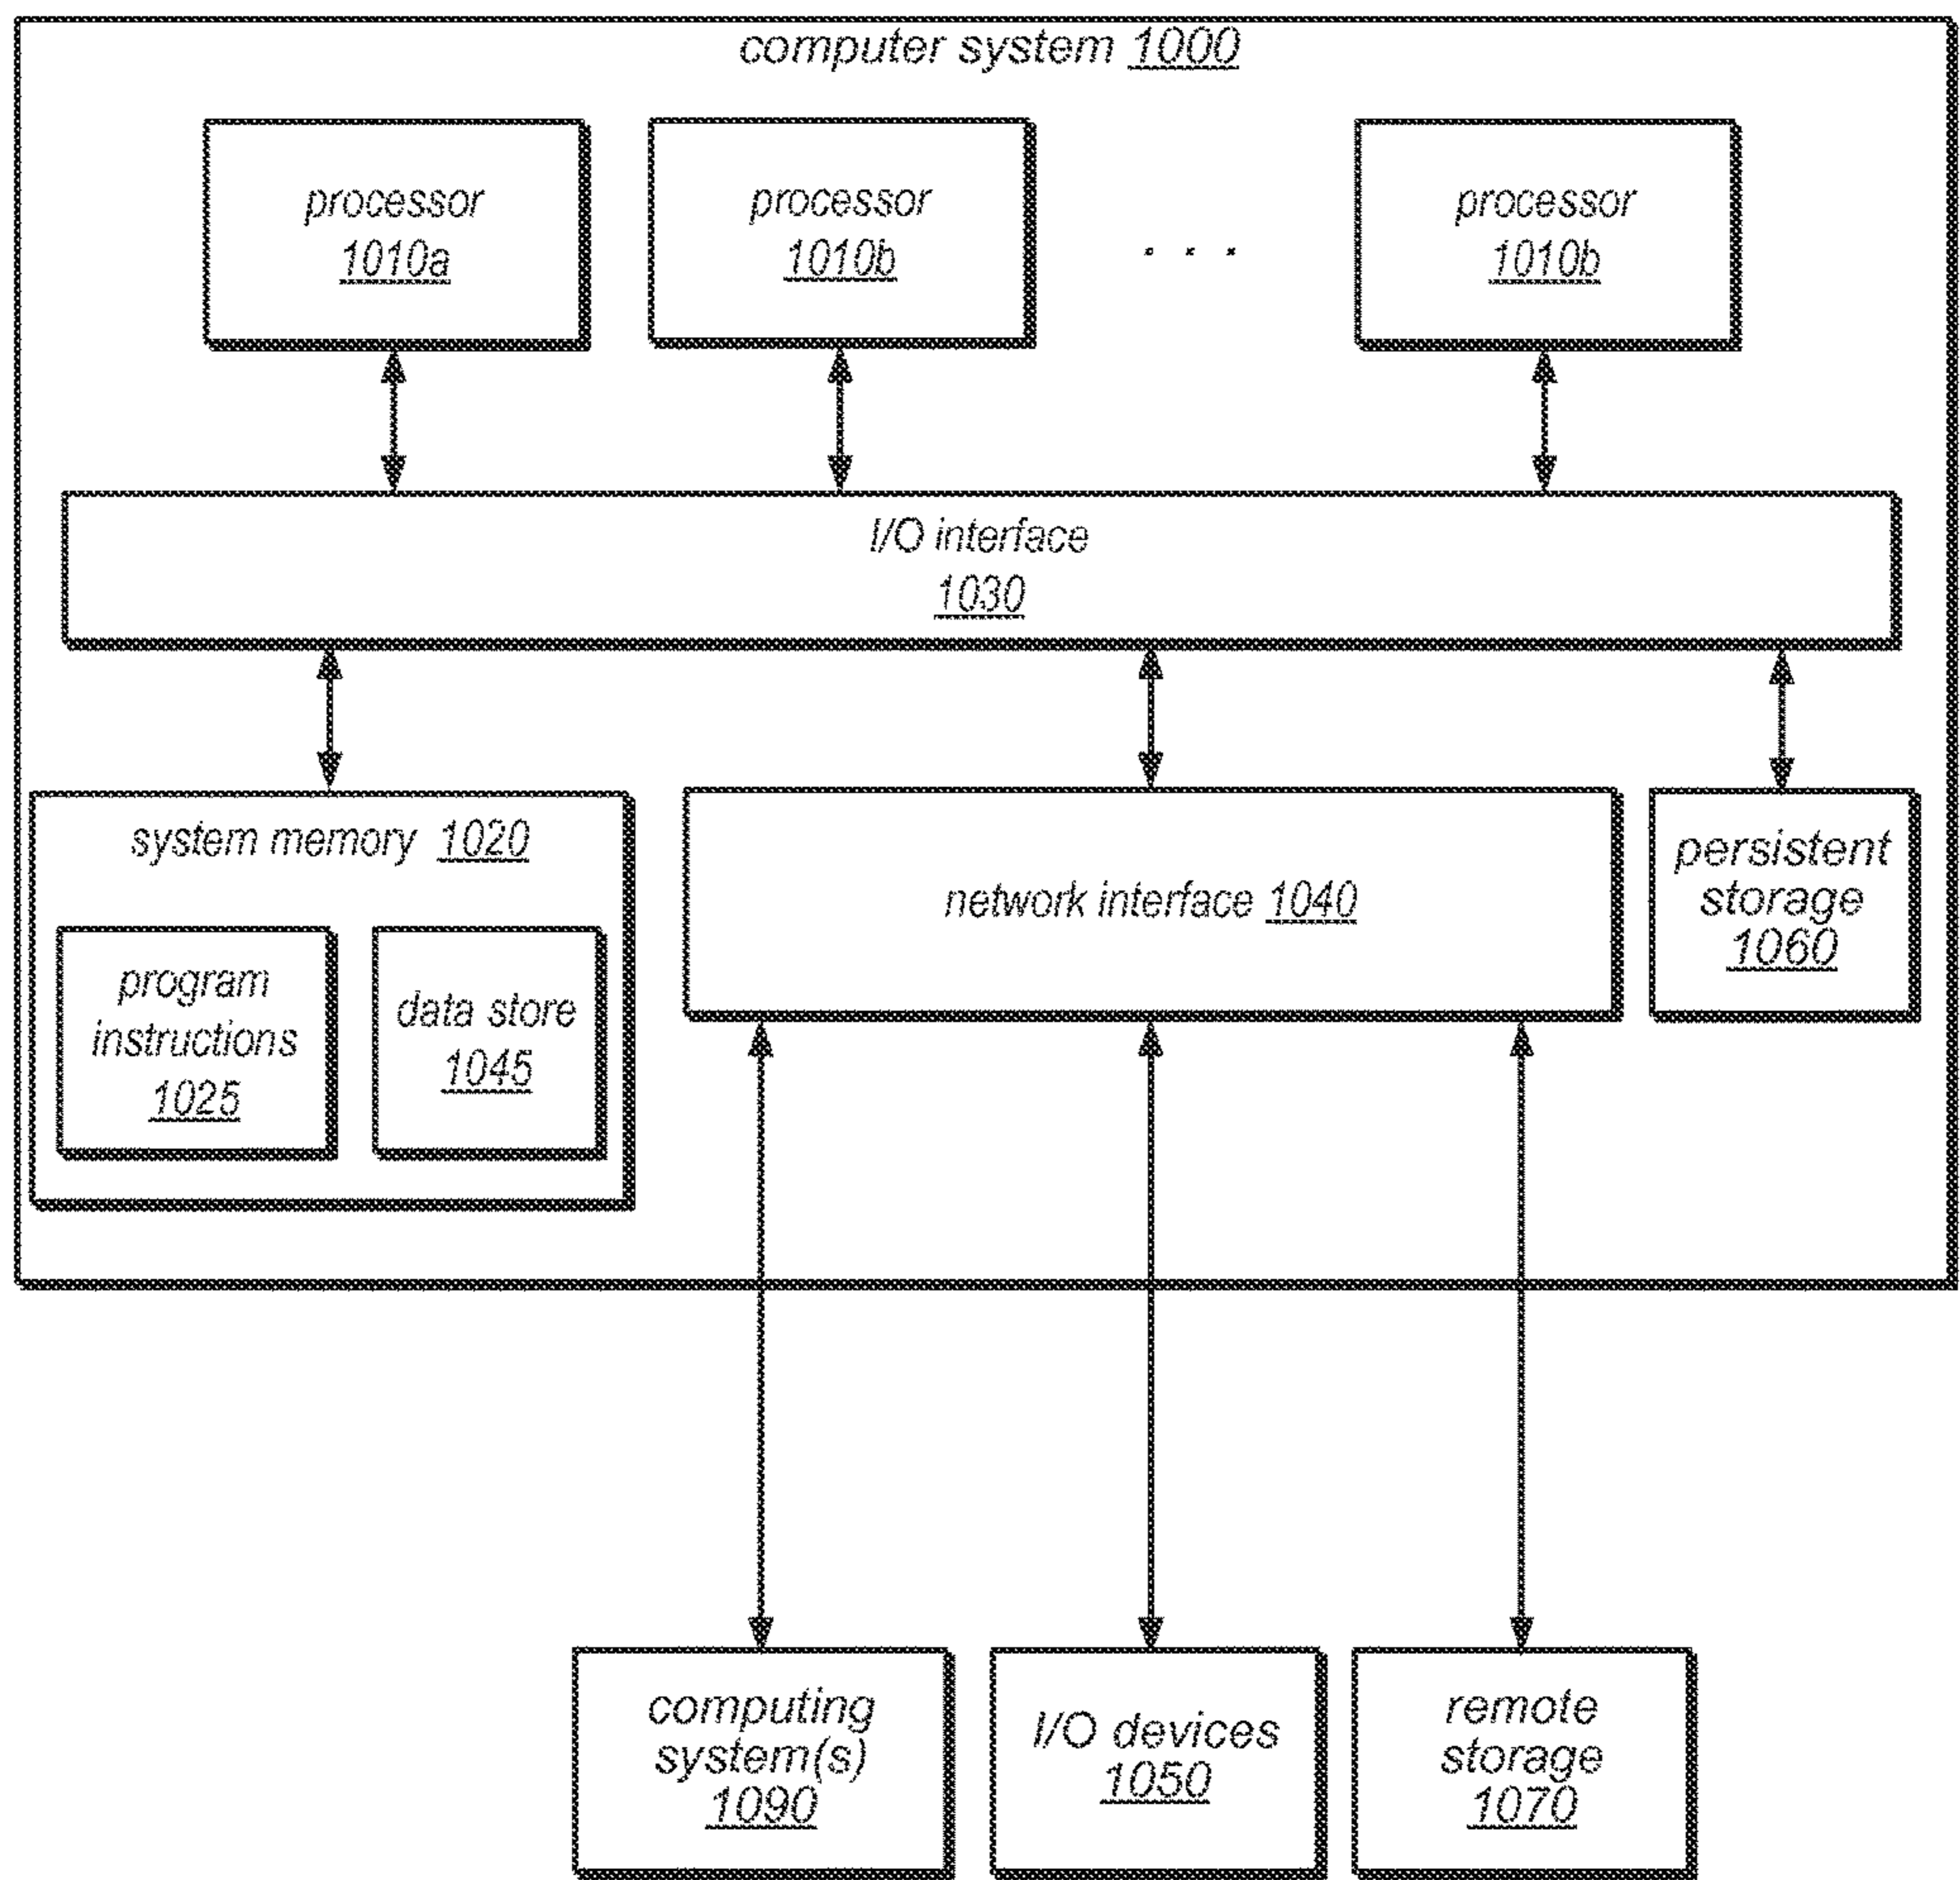 computer system 1000
processor
1010a
processor
1010b
. . .
processor
1010b
I/O interface
1030
system memory 1020
program
instructions
1025
data store
1045
network interface 1040
persistent
storage
1060
computing
system(s)
1090
I/O devices
1050
remote
storage
1070